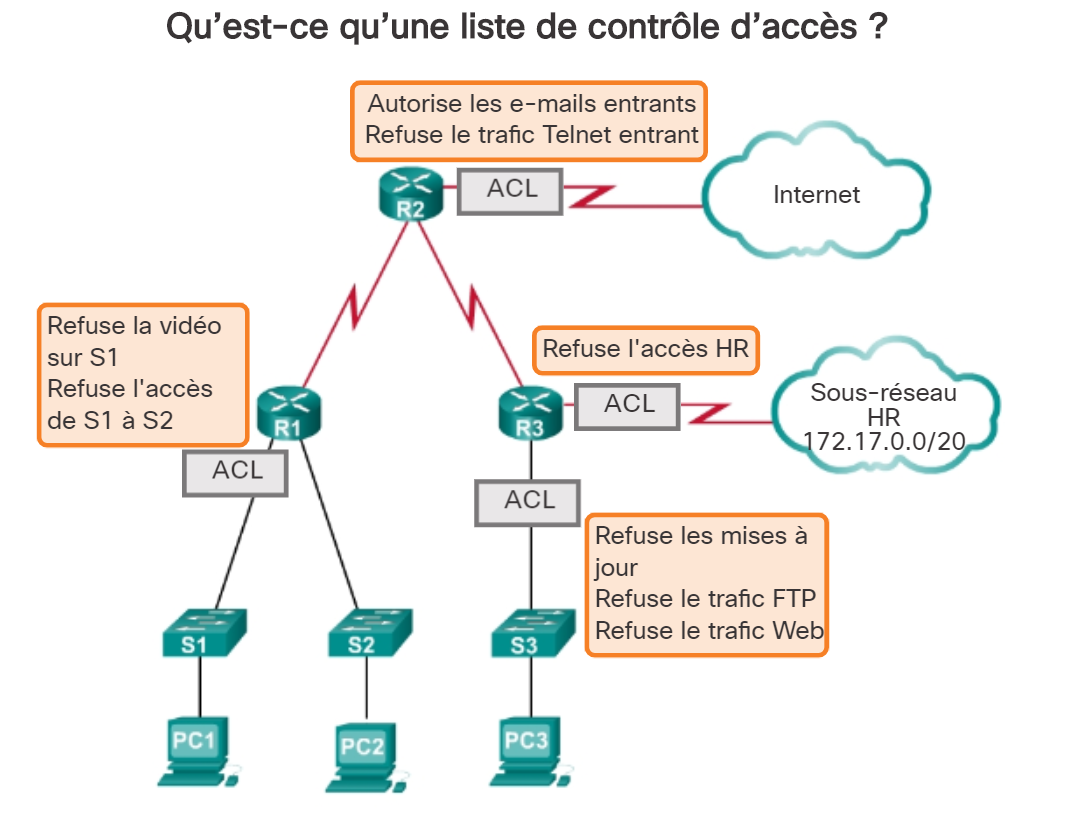 Qu’est-ce qu’une liste de contrôle d’accès ?
Autorise les e-mails entrants
Refuse le trafic Telnet entrant
ACL
R2
Internet
Refuse la vidéo
sur S1
Refuse l'accès
de S1 à S2
Refuse l'accès HR
R1
ACL
R3
ACL
Sous-réseau
HR
172.17.0.0/20
ACL
Refuse les mises à
jour
Refuse le trafic FTP
Refuse le trafic Web
S1
S2
S3
PC1
PC2
PC3